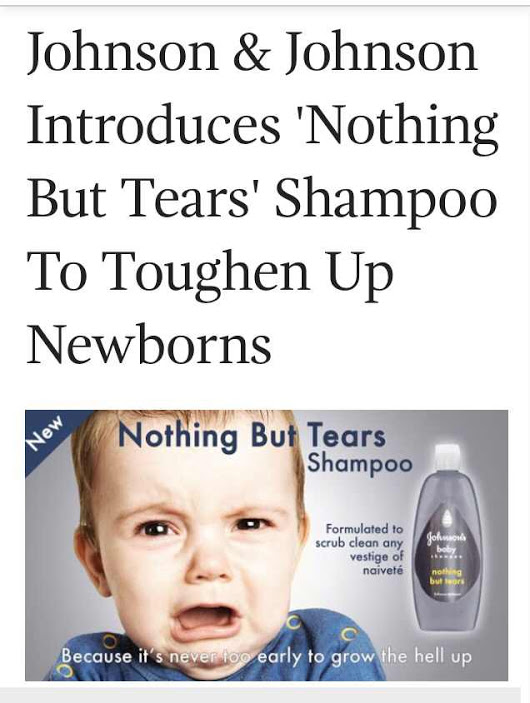 Johnson & Johnson
Introduces 'Nothing
But Tears' Shampoo
To Toughen Up
Newborns
New
Nothing But Tears
Shampoo
Formulated to
scrub clean any
vestige of
naiveté
Johnson's
baby
shampoo
nothing
but tears
Because it's never too early to grow the hell up